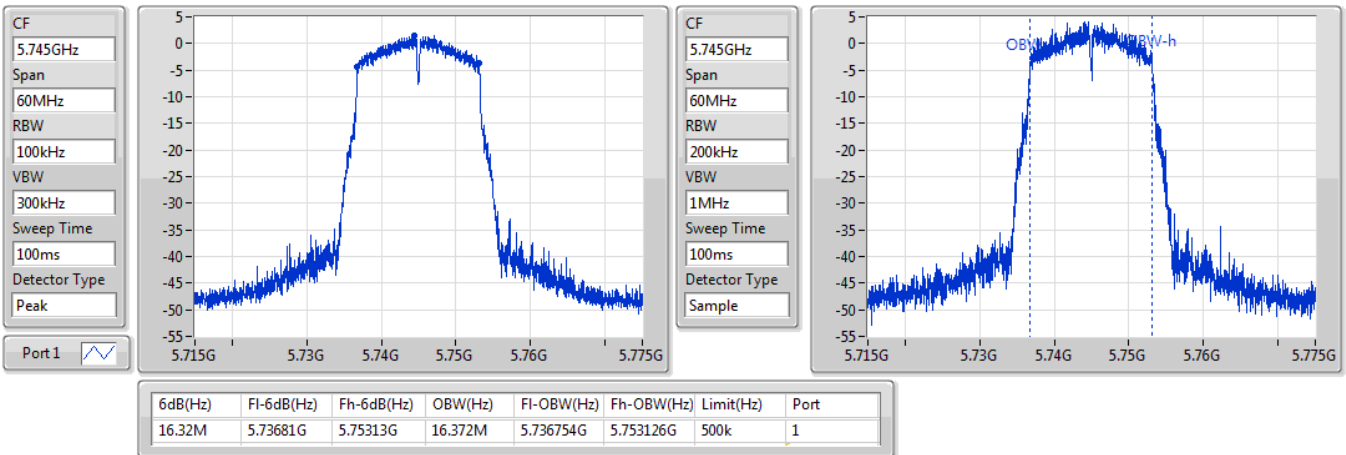 CF
5.745GHz
Span
60MHz
RBW
100kHz
VBW
300kHz
Sweep Time
100ms
Detector Type
Peak
Port 1
5
0
-5
-10
-15
-20
-25
-30
-35
-40
-45
-50
-55
5.715G 5.73G 5.74G 5.75G 5.76G 5.775G
CF
5.745GHz
Span
60MHz
RBW
200kHz
VBW
1MHz
Sweep Time
100ms
Detector Type
Sample
5
0
-5
-10
-15
-20
-25
-30
-35
-40
-45
-50
-55
5.715G 5.73G 5.74G 5.75G 5.76G 5.775G
6dB(Hz) Fl-6dB(Hz) Fh-6dB(Hz) OBW(Hz) Fl-OBW(Hz) Fh-OBW(Hz) Limit(Hz) Port
16.32M 5.73681G 5.75313G 16.372M 5.736754G 5.753126G 500k 1